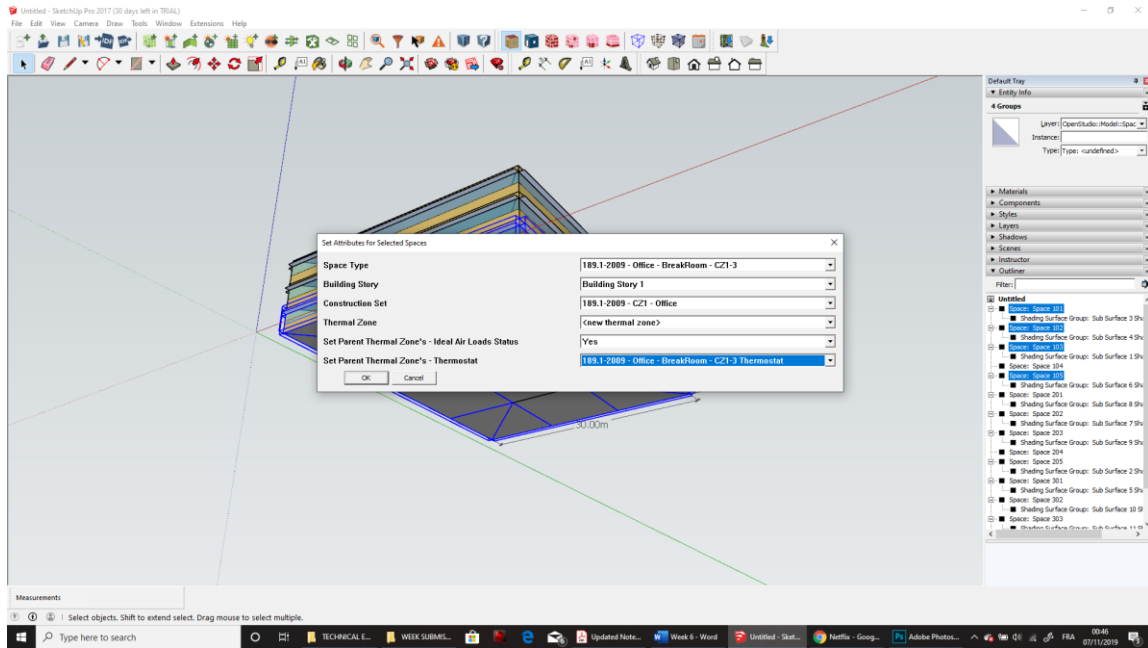 Untitled - SketchUp Pro 2017 (30 days left in TRIAL)
File Edit View Camera Draw Tools Window Extensions Help
Default Tray
Entity Info
4 Groups
Layer: OpenStudio::Model::Spac
Instance:
Type: Type: <undefined>
Materials
Components
Styles
Layers
Shadows
Scenes
Instructor
Outliner
Filter:
Untitled
Space: Space 101
Shading Surface Group: Sub Surface 3 Sh
Space: Space 102
Shading Surface Group: Sub Surface 4 Sh
Space: Space 103
Shading Surface Group: Sub Surface 1 Sh
Space: Space 104
Space: Space 105
Shading Surface Group: Sub Surface 6 Sh
Space: Space 201
Shading Surface Group: Sub Surface 8 Sh
Space: Space 202
Shading Surface Group: Sub Surface 7 Sh
Space: Space 203
Shading Surface Group: Sub Surface 9 Sh
Space: Space 204
Space: Space 205
Shading Surface Group: Sub Surface 2 Sh
Space: Space 301
Shading Surface Group: Sub Surface 5 Sh
Space: Space 302
Shading Surface Group: Sub Surface 10 S
Space: Space 303
Shading Surface Group: Sub Surface 11 S
Set Attributes for Selected Spaces
Space Type 189.1-2009 - Office - BreakRoom - CZ1-3
Building Story Building Story 1
Construction Set 189.1-2009 - CZ1 - Office
Thermal Zone <new thermal zone>
Set Parent Thermal Zone's - Ideal Air Loads Status Yes
Set Parent Thermal Zone's - Thermostat 189.1-2009 - Office - BreakRoom - CZ1-3 Thermostat
OK Cancel
30.00m
Measurements
Select objects. Shift to extend select. Drag mouse to select multiple.
Type here to search
TECHNICAL E... WEEK SUBMIS... Updated Note... Week 6 - Word Untitled - Sket... Netflix - Goog... Adobe Photos... FRA 00:46
07/11/2019